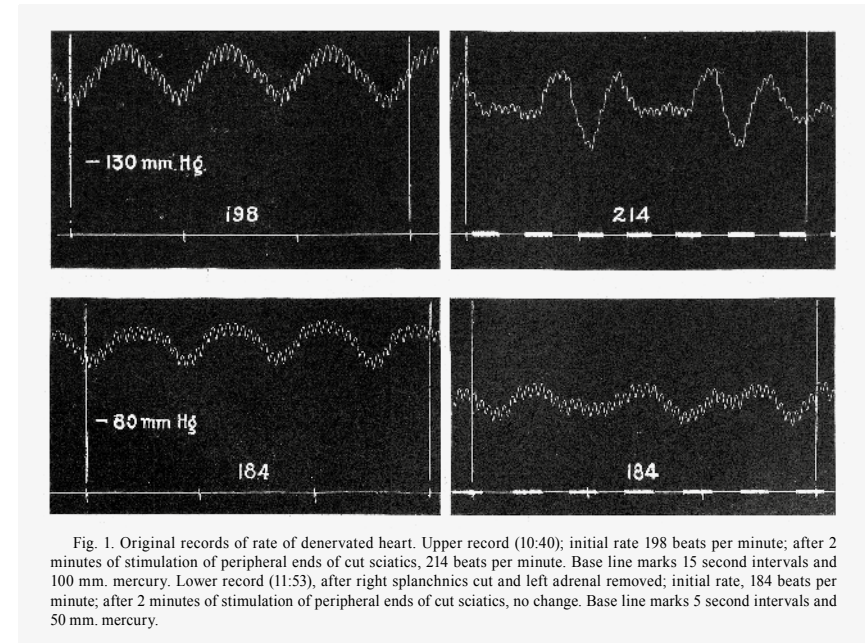 – 130 mm. Hg.
198
214
– 80 mm Hg
184
184
Fig. 1. Original records of rate of denervated heart. Upper record (10:40); initial rate 198 beats per minute; after 2
minutes of stimulation of peripheral ends of cut sciatics, 214 beats per minute. Base line marks 15 second intervals and
100 mm. mercury. Lower record (11:53), after right splanchnics cut and left adrenal removed; initial rate, 184 beats per
minute; after 2 minutes of stimulation of peripheral ends of cut sciatics, no change. Base line marks 5 second intervals and
50 mm. mercury.